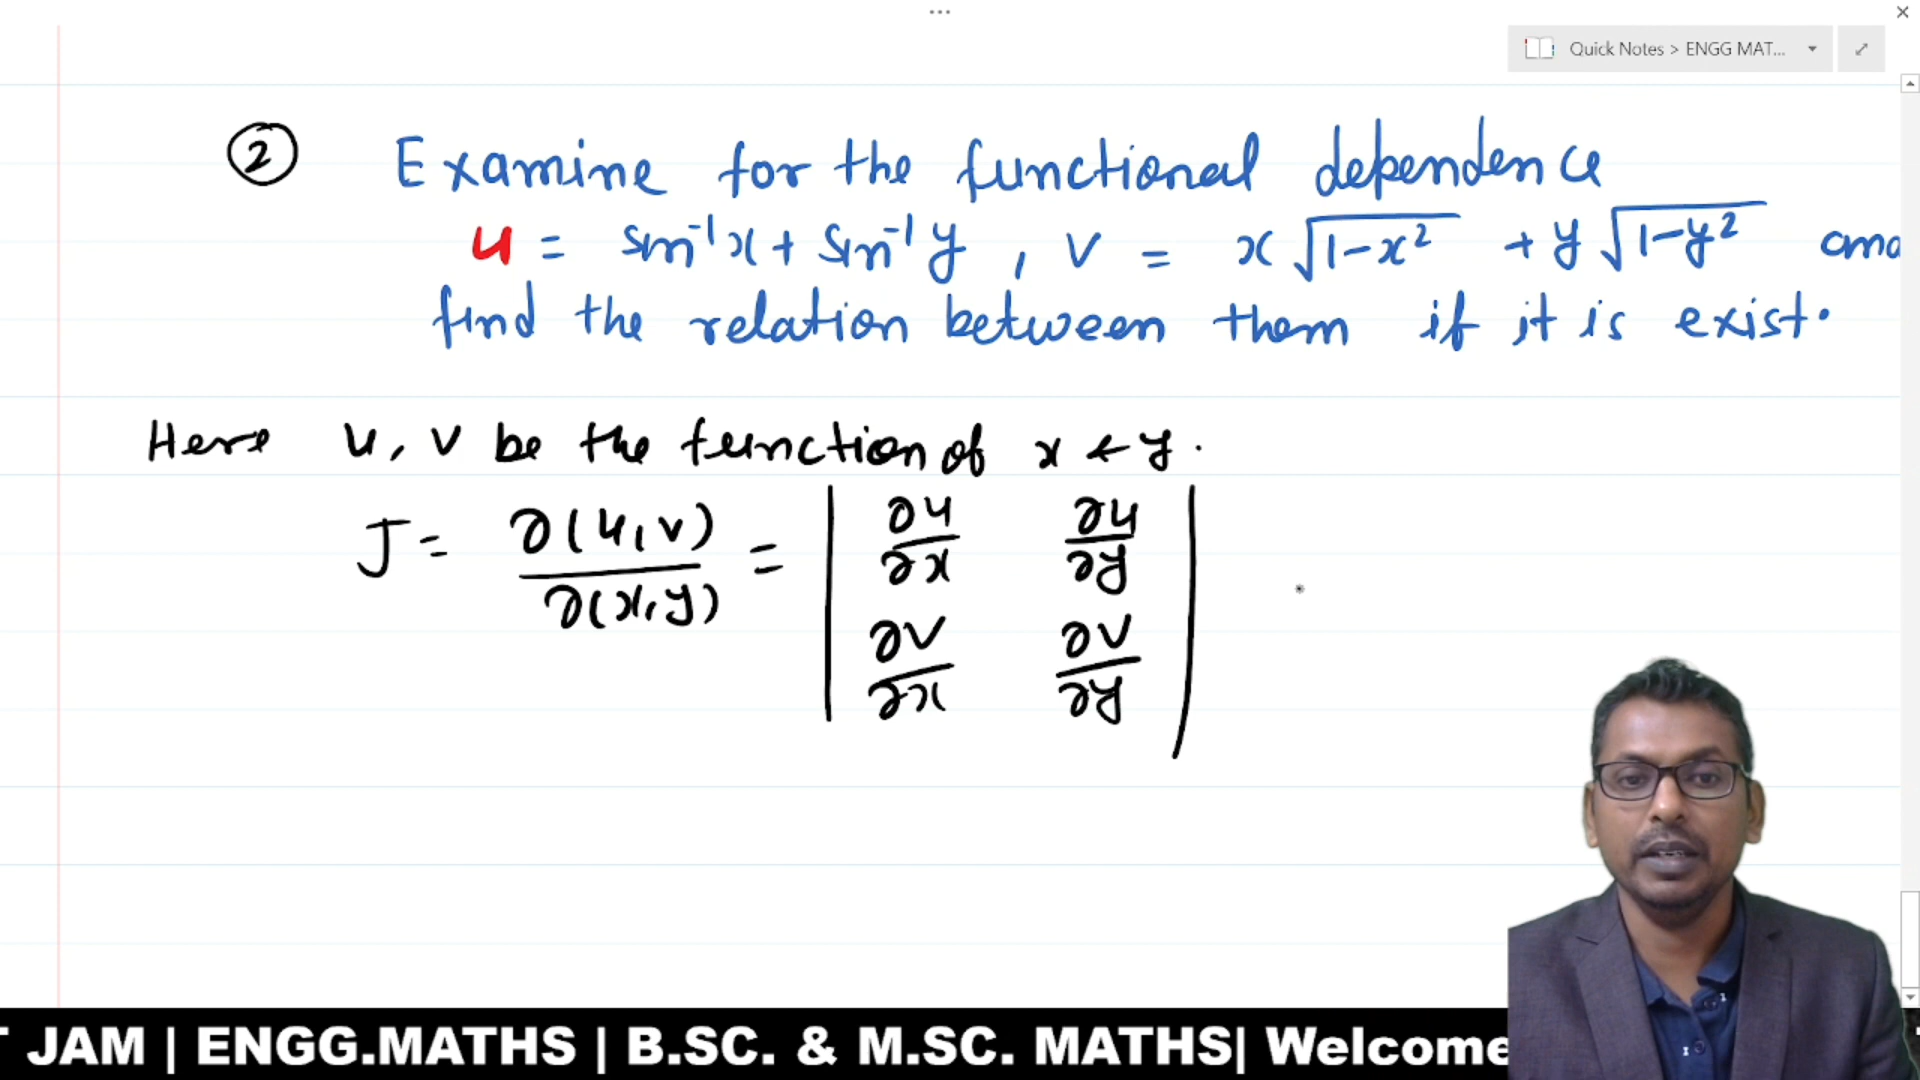 Quick Notes > ENGG MAT...
② Examine for the functional dependence
u = sin⁻¹x + sin⁻¹y , v = x√(1-x²) + y√(1-y²) and
find the relation between them if it is exist.
Here u, v be the function of x & y.
J = ∂(u,v)/∂(x,y) = | ∂u/∂x ∂u/∂y |
| ∂v/∂x ∂v/∂y |
T JAM | ENGG.MATHS | B.SC. & M.SC. MATHS| Welcome